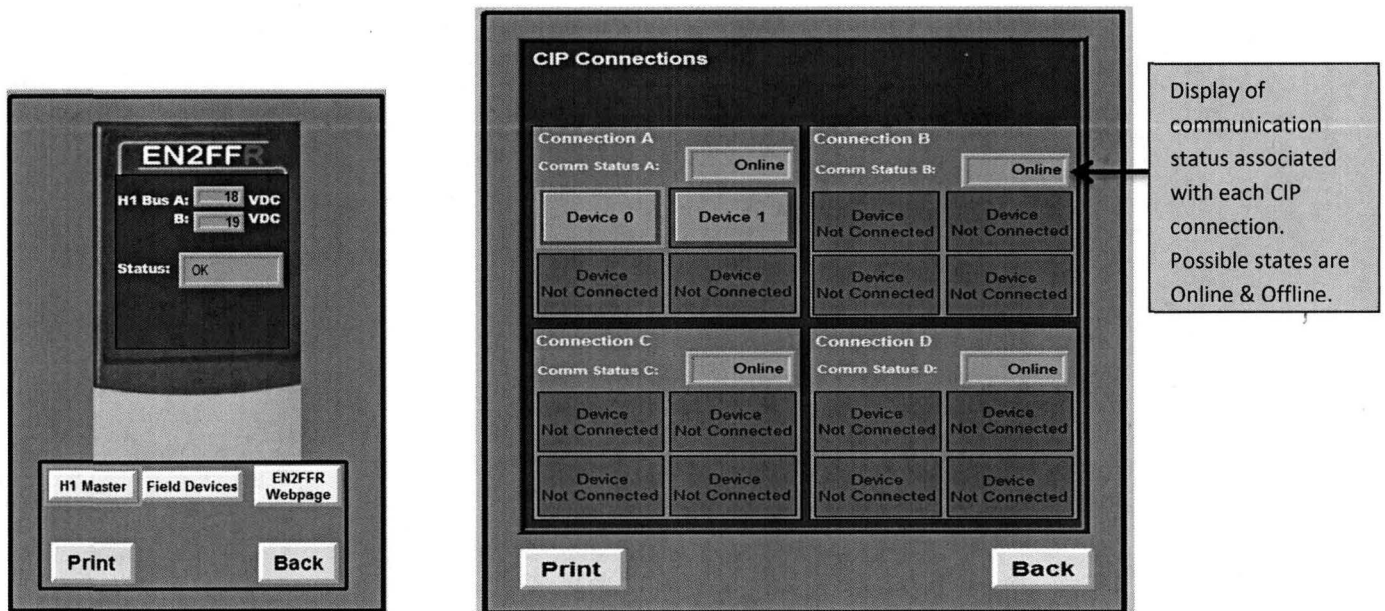 EN2FFR
H1 Bus A: 18 VDC
B: 19 VDC
Status: OK
H1 Master
Field Devices
EN2FFR
Webpage
Print
Back
CIP Connections
Connection A
Comm Status A: Online
Device 0
Device 1
Device
Not Connected
Device
Not Connected
Connection B
Comm Status B: Online
Device
Not Connected
Device
Not Connected
Device
Not Connected
Device
Not Connected
Connection C
Comm Status C: Online
Device
Not Connected
Device
Not Connected
Device
Not Connected
Device
Not Connected
Connection D
Comm Status D: Online
Device
Not Connected
Device
Not Connected
Device
Not Connected
Device
Not Connected
Print
Back
Display of
communication
status associated
with each CIP
connection.
Possible states are
Online & Offline.